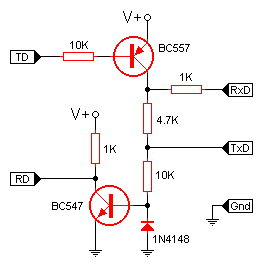 V+
BC557
TD
10K
1K
RxD
4.7K
V+
1K
TxD
RD
10K
BC547
Gnd
1N4148